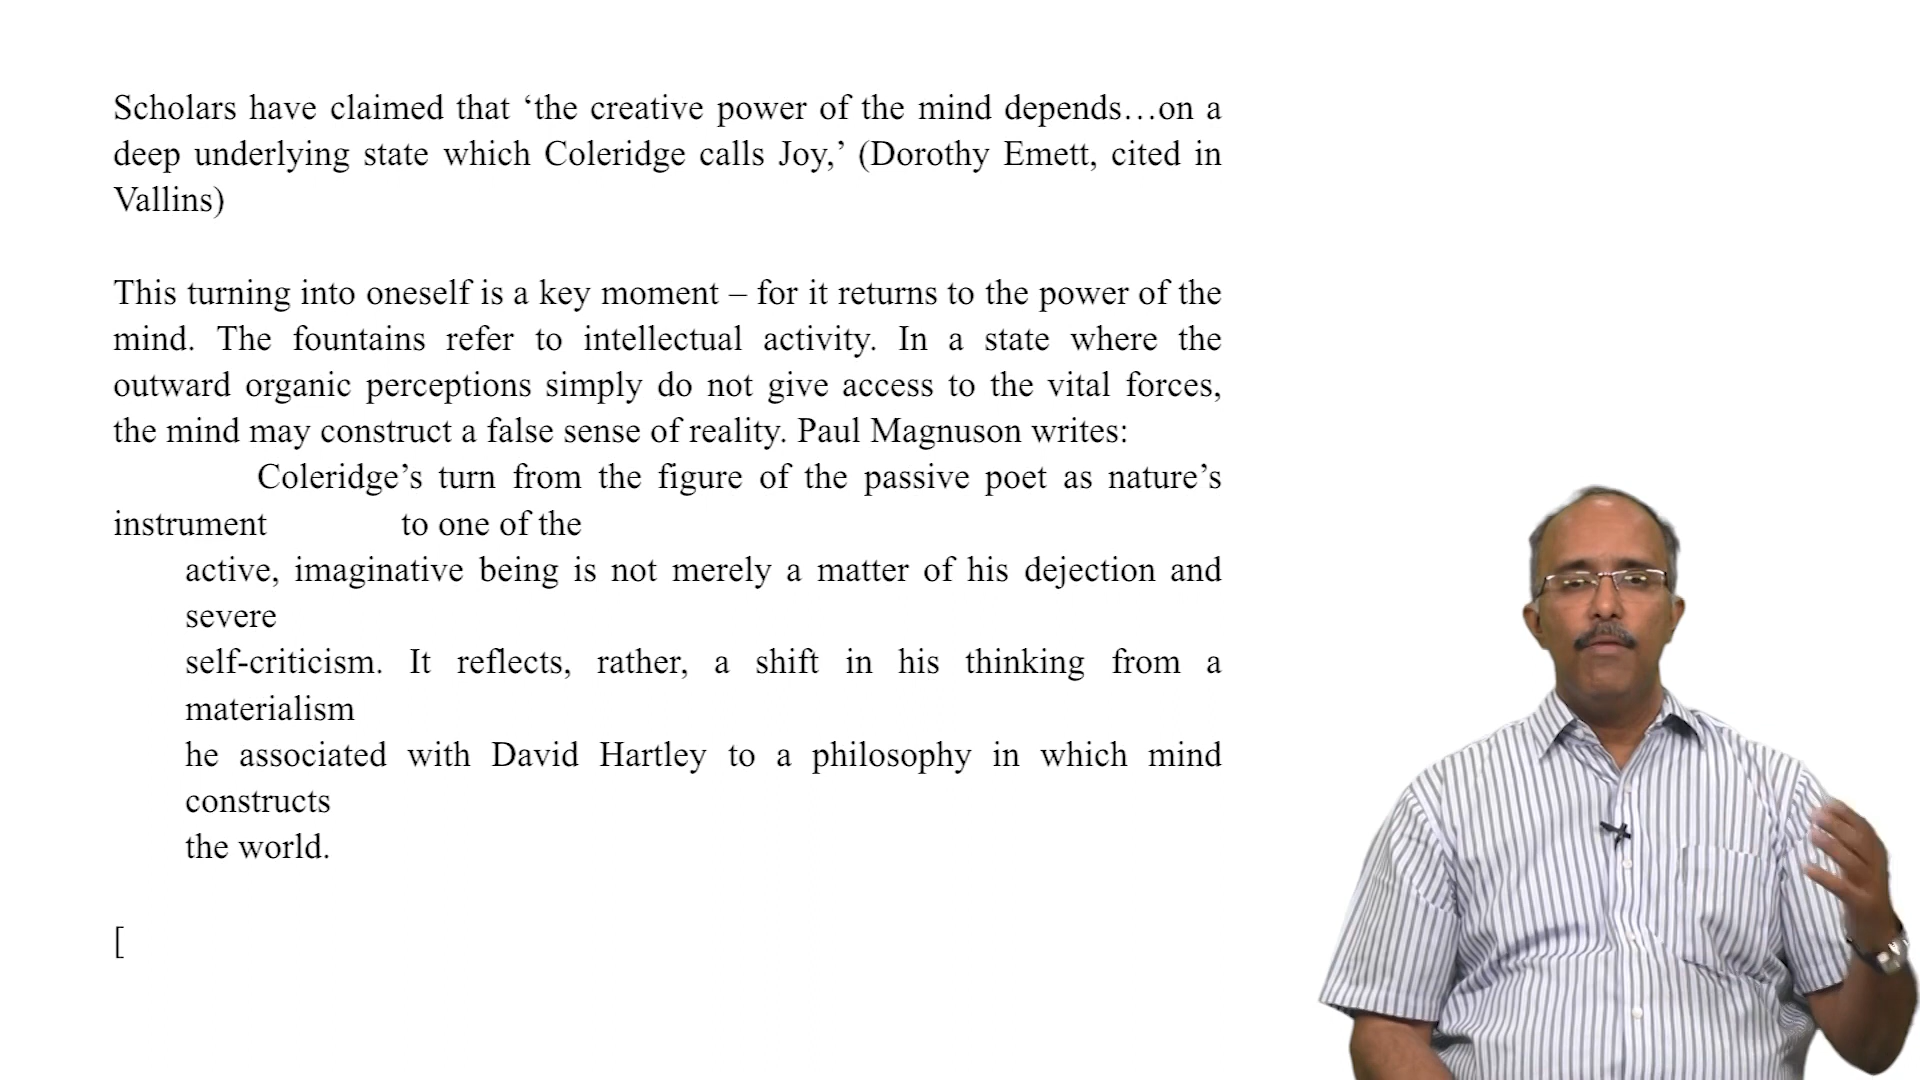 Scholars have claimed that ‘the creative power of the mind depends…on a
deep underlying state which Coleridge calls Joy,’ (Dorothy Emett, cited in
Vallins)
This turning into oneself is a key moment – for it returns to the power of the
mind. The fountains refer to intellectual activity. In a state where the
outward organic perceptions simply do not give access to the vital forces,
the mind may construct a false sense of reality. Paul Magnuson writes:
Coleridge’s turn from the figure of the passive poet as nature’s
instrument to one of the
active, imaginative being is not merely a matter of his dejection and
severe
self-criticism. It reflects, rather, a shift in his thinking from a
materialism
he associated with David Hartley to a philosophy in which mind
constructs
the world.
[